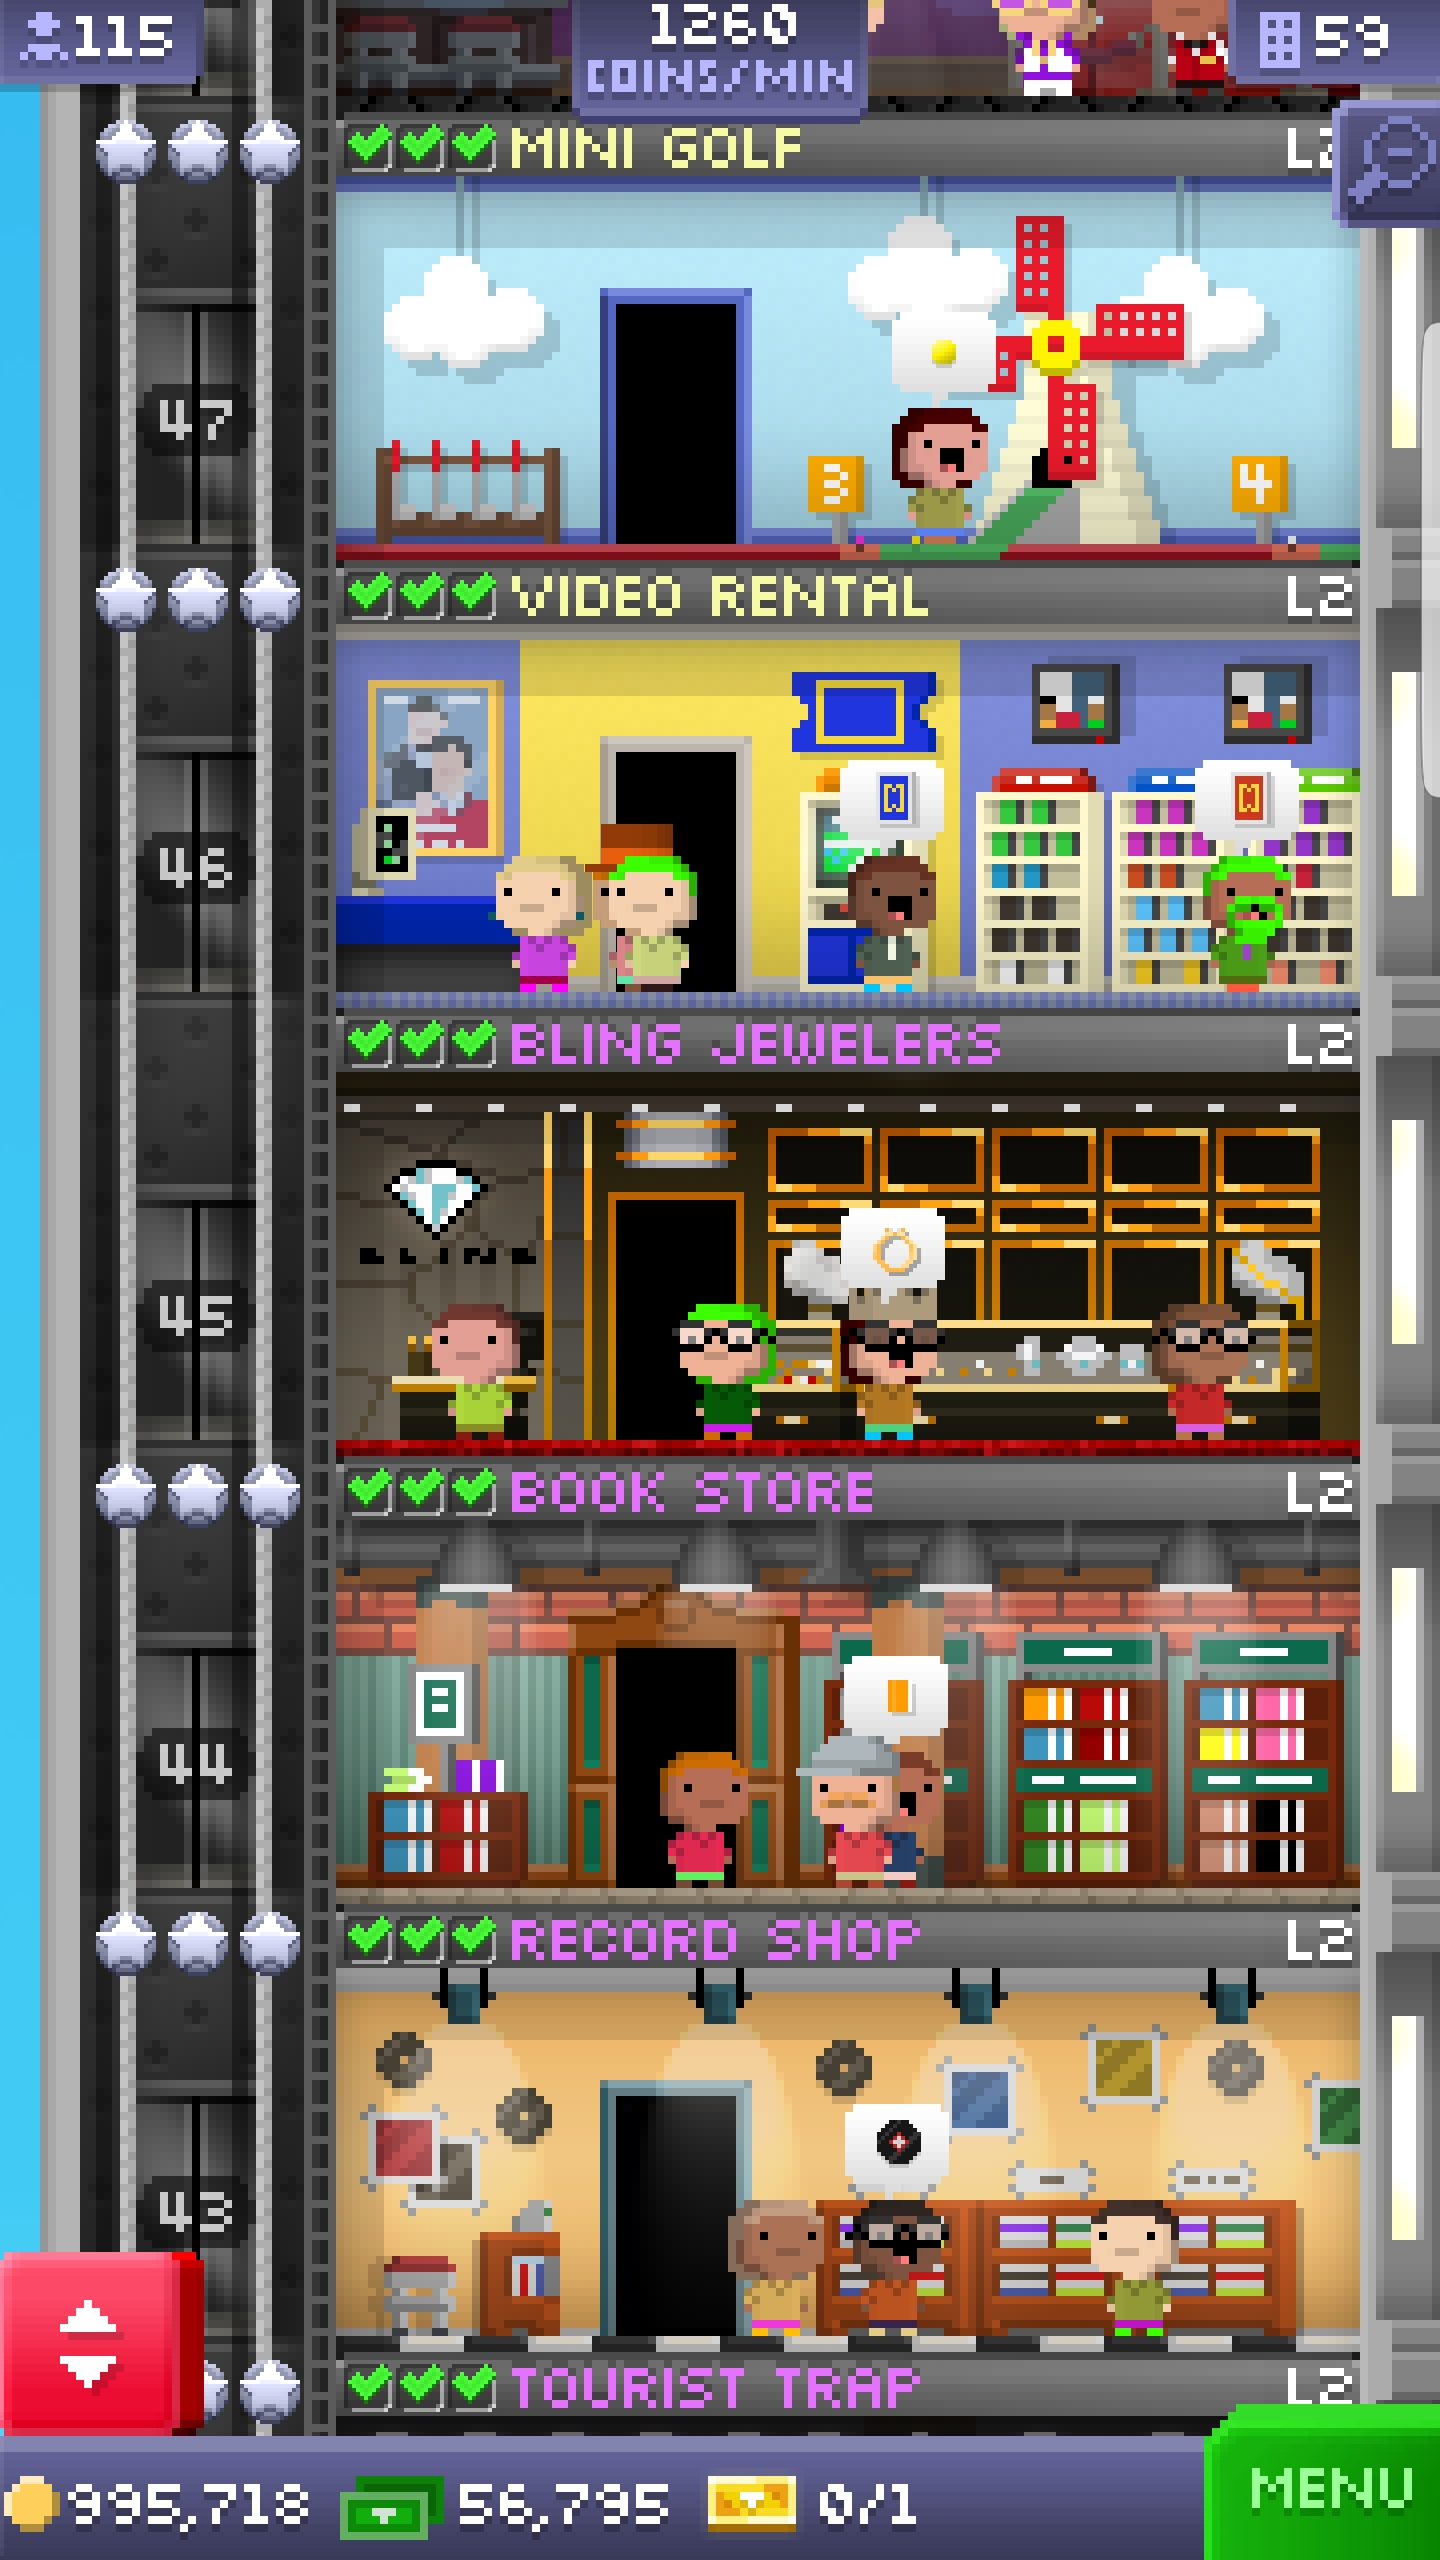 115
1260
COINS/MIN
59
MINI GOLF
47
3
4
VIDEO RENTAL L2
46
BLING JEWELERS L2
BLING
45
BOOK STORE L2
44
RECORD SHOP L2
43
TOURIST TRAP L2
995,718 56,795 0/1 MENU